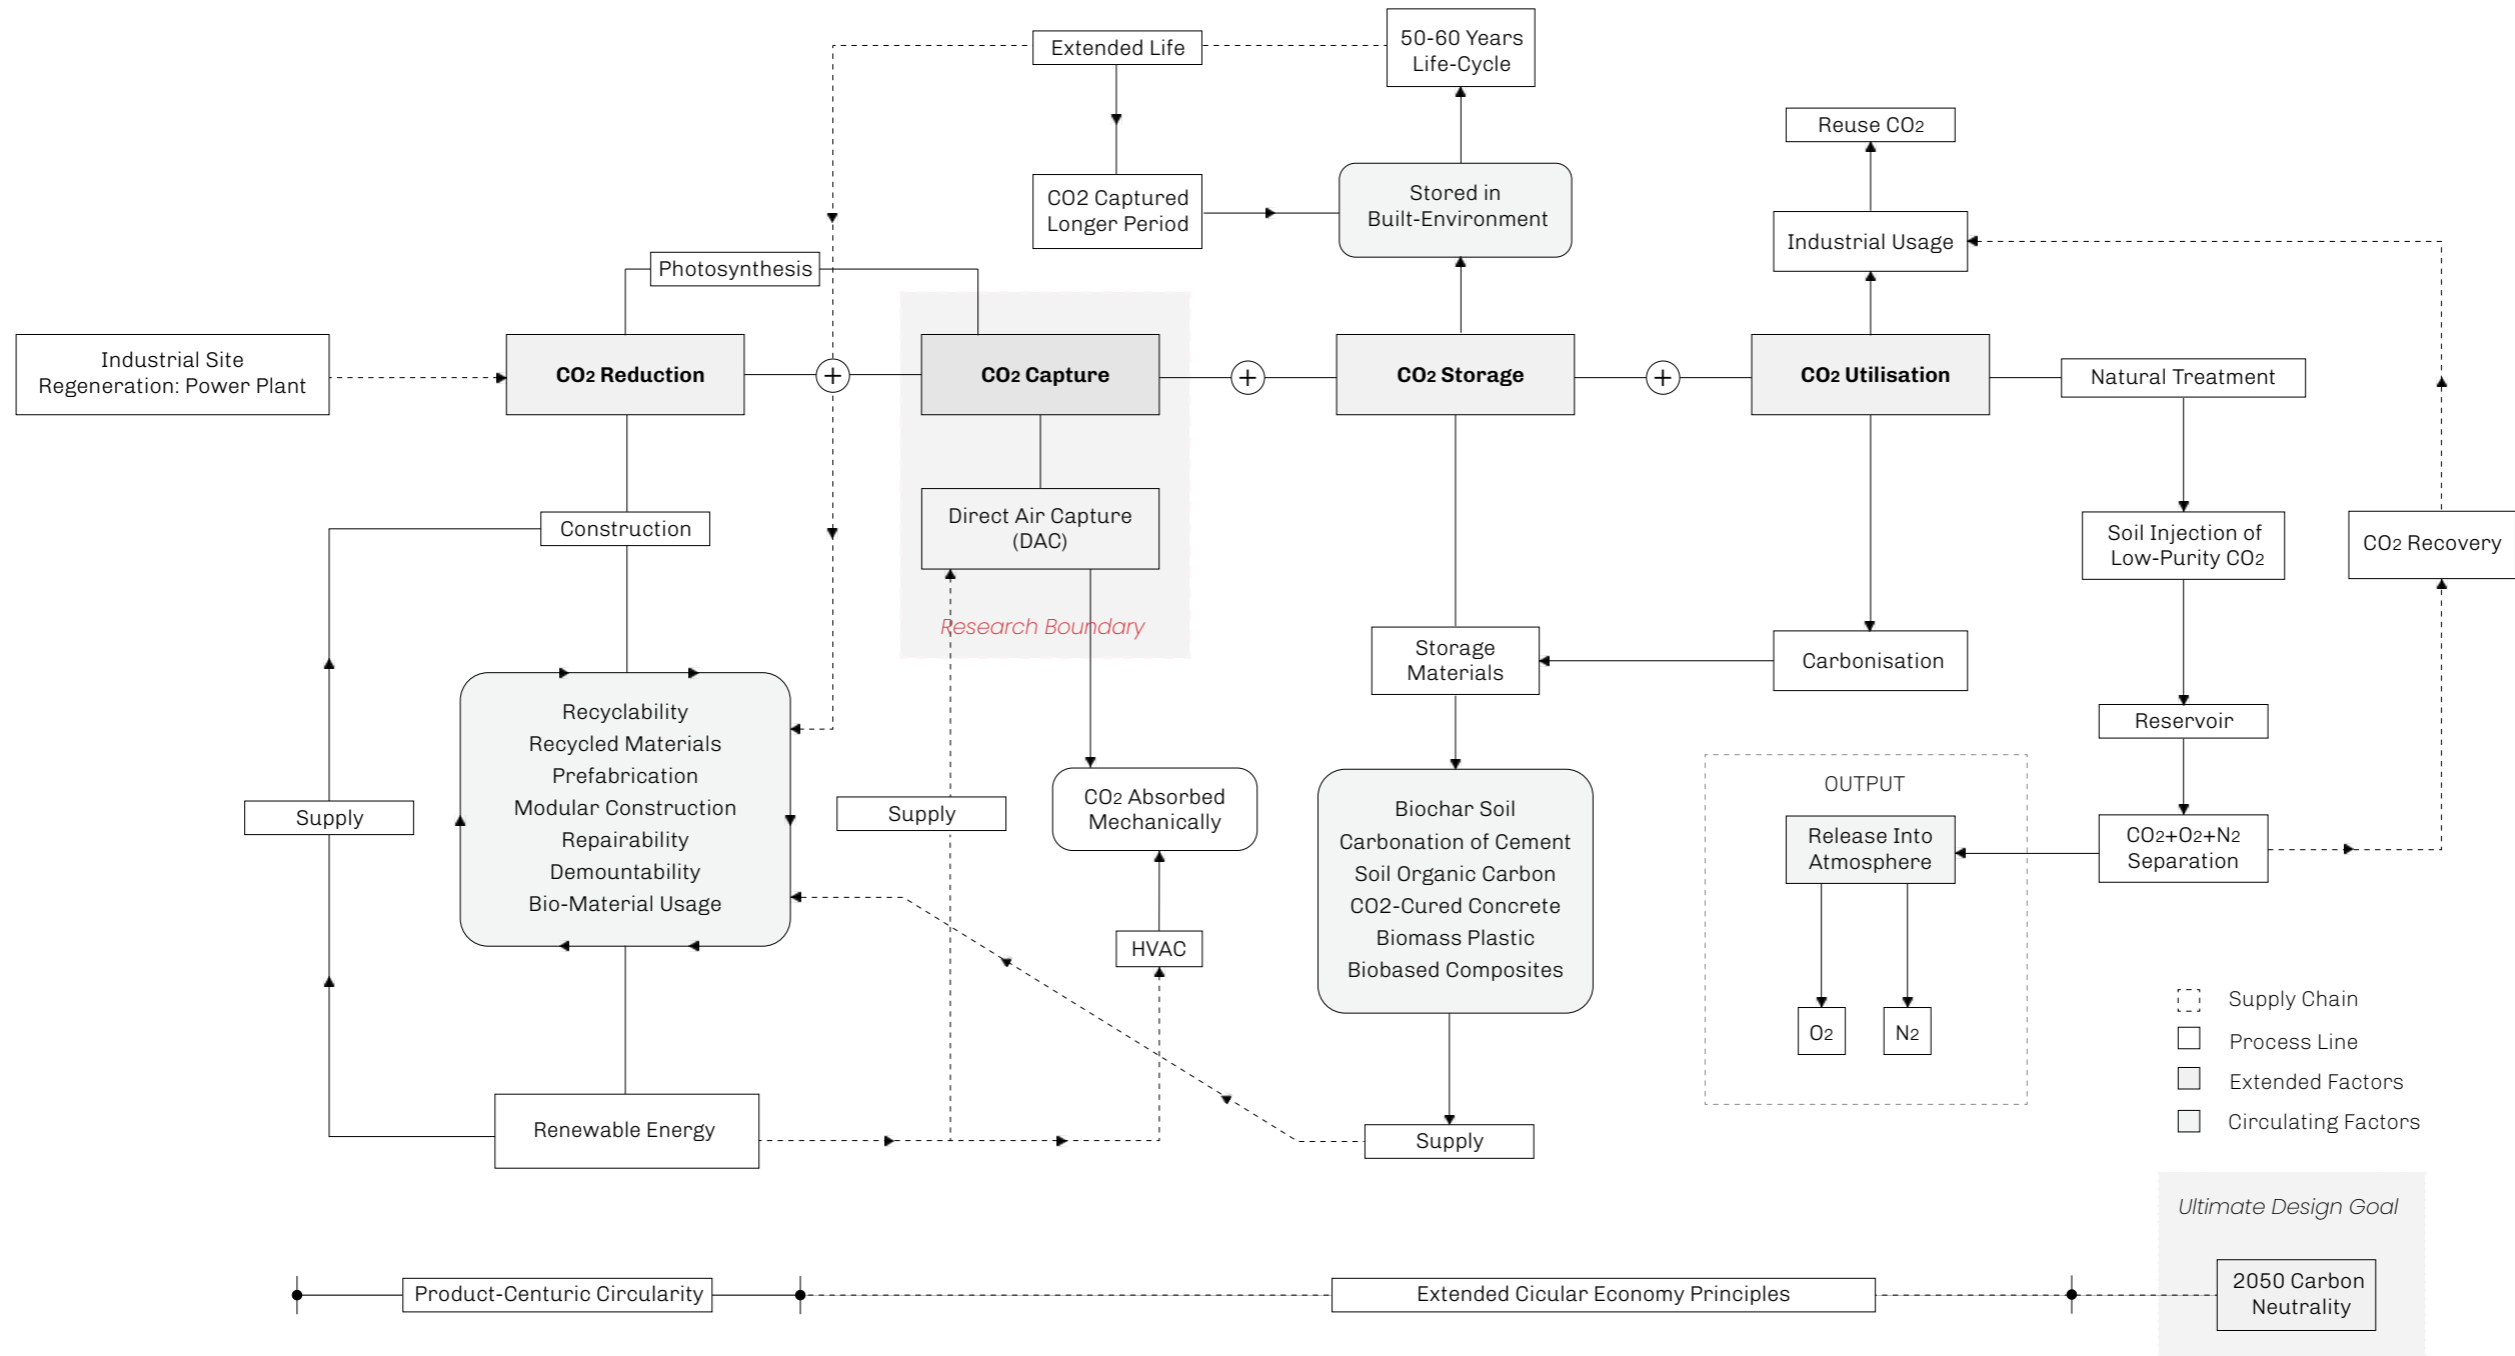 50-60 Years
Life-Cycle
Extended Life
Reuse CO2
CO2 Captured
Longer Period
Stored in
Built-Environment
Industrial Usage
Photosynthesis
Industrial Site
Regeneration: Power Plant
CO2 Reduction
+
CO2 Capture
+
CO2 Storage
+
CO2 Utilisation
Natural Treatment
Construction
Direct Air Capture
(DAC)
Research Boundary
Soil Injection of
Low-Purity CO2
CO2 Recovery
Storage
Materials
Carbonisation
Reservoir
Recyclability
Recycled Materials
Prefabrication
Modular Construction
Repairability
Demountability
Bio-Material Usage
Supply
Supply
CO2 Absorbed
Mechanically
HVAC
Biochar Soil
Carbonation of Cement
Soil Organic Carbon
CO2-Cured Concrete
Biomass Plastic
Biobased Composites
OUTPUT
Release Into
Atmosphere
CO2+O2+N2
Separation
O2
N2
Renewable Energy
Supply
Supply Chain
Process Line
Extended Factors
Circulating Factors
Ultimate Design Goal
Product-Centuric Circularity
Extended Cicular Economy Principles
2050 Carbon
Neutrality